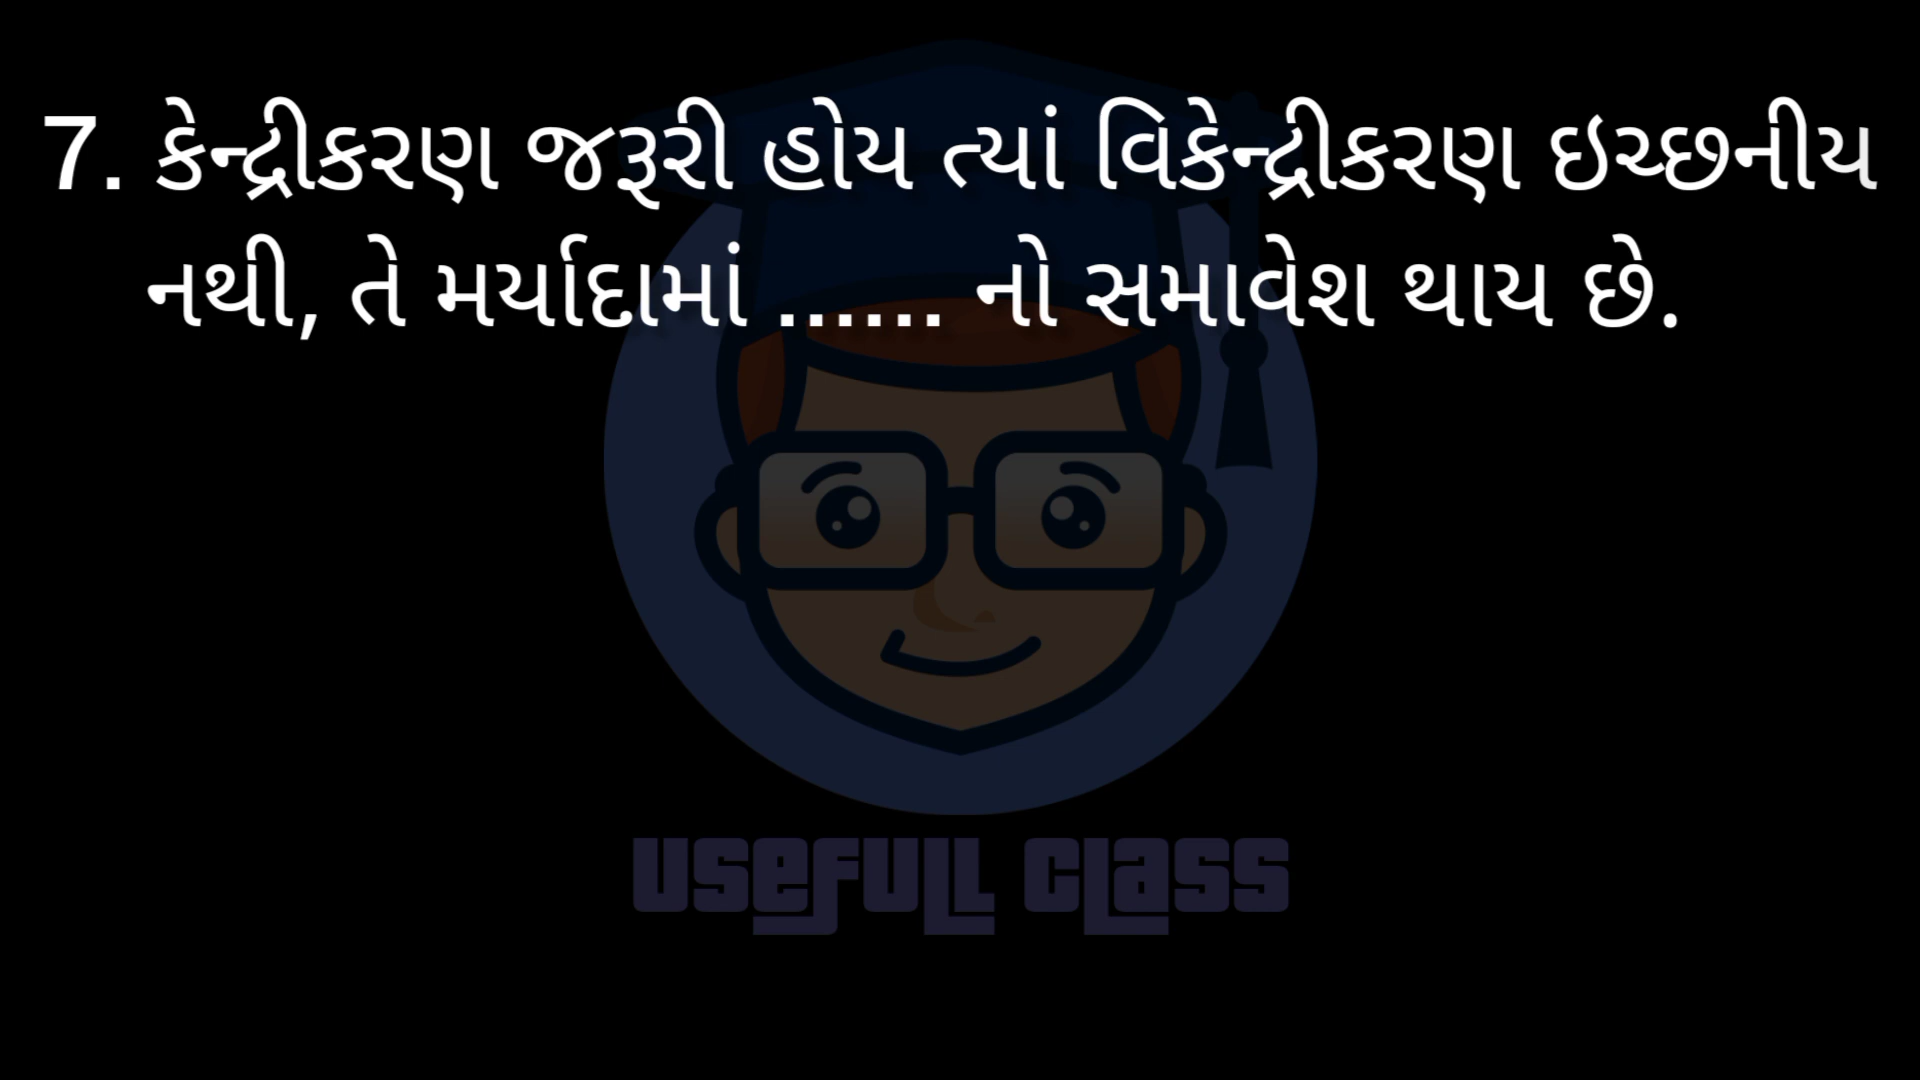 7. કેન્દ્રીકરણ જરૂરી હોય ત્યાં વિકેન્દ્રીકરણ ઇચ્છનીય
નથી, તે મર્યાદામાં ...... નો સમાવેશ થાય છે.
USEFULL CLASS